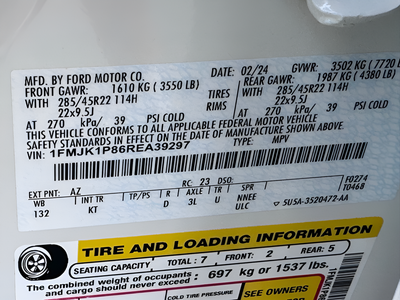 MFD. BY FORD MOTOR CO.
DATE: 02/24 GVWR: 3502 KG (7720 LB
FRONT GAWR: 1610 KG (3550 LB) REAR GAWR: 1987 KG (4380 LB)
WITH 285/45R22 114H TIRES WITH 285/45R22 114H
22x9.5J RIMS 22x9.5J
AT 270 kPa/ 39 PSI COLD AT 270 kPa/ 39 PSI COLD
THIS VEHICLE CONFORMS TO ALL APPLICABLE FEDERAL MOTOR VEHICLE
SAFETY STANDARDS IN EFFECT ON THE DATE OF MANUFACTURE SHOWN ABOVE.
VIN: 1FMJK1P86REA39297 TYPE: MPV
F0274
T0468
EXT PNT: AZ RC: 23 DSO:
WB INT TR TP/PS R AXLE TR SPR
132 KT D 3L U NNEE
ULC 5U5A-3520472-AA
TIRE AND LOADING INFORMATION
SEATING CAPACITY TOTAL: 7 FRONT: 2 REAR: 5
The combined weight of occupants
and cargo should never exceed 697 kg or 1537 lbs.
COLD TIRE PRESSURE SEE OWNERS